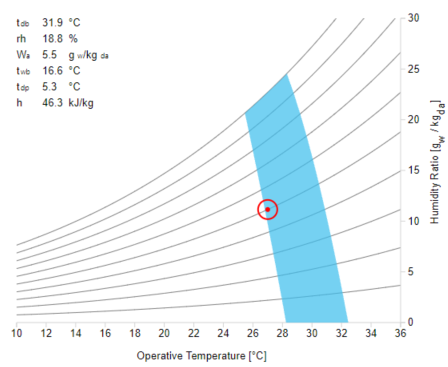 tdb 31.9 °C
rh 18.8 %
Wa 5.5 g w/kg da
twb 16.6 °C
tdp 5.3 °C
h 46.3 kJ/kg
30
25
20
15
10
5
0
Humidity Ratio [gw / kgda]
10 12 14 16 18 20 22 24 26 28 30 32 34 36
Operative Temperature [°C]